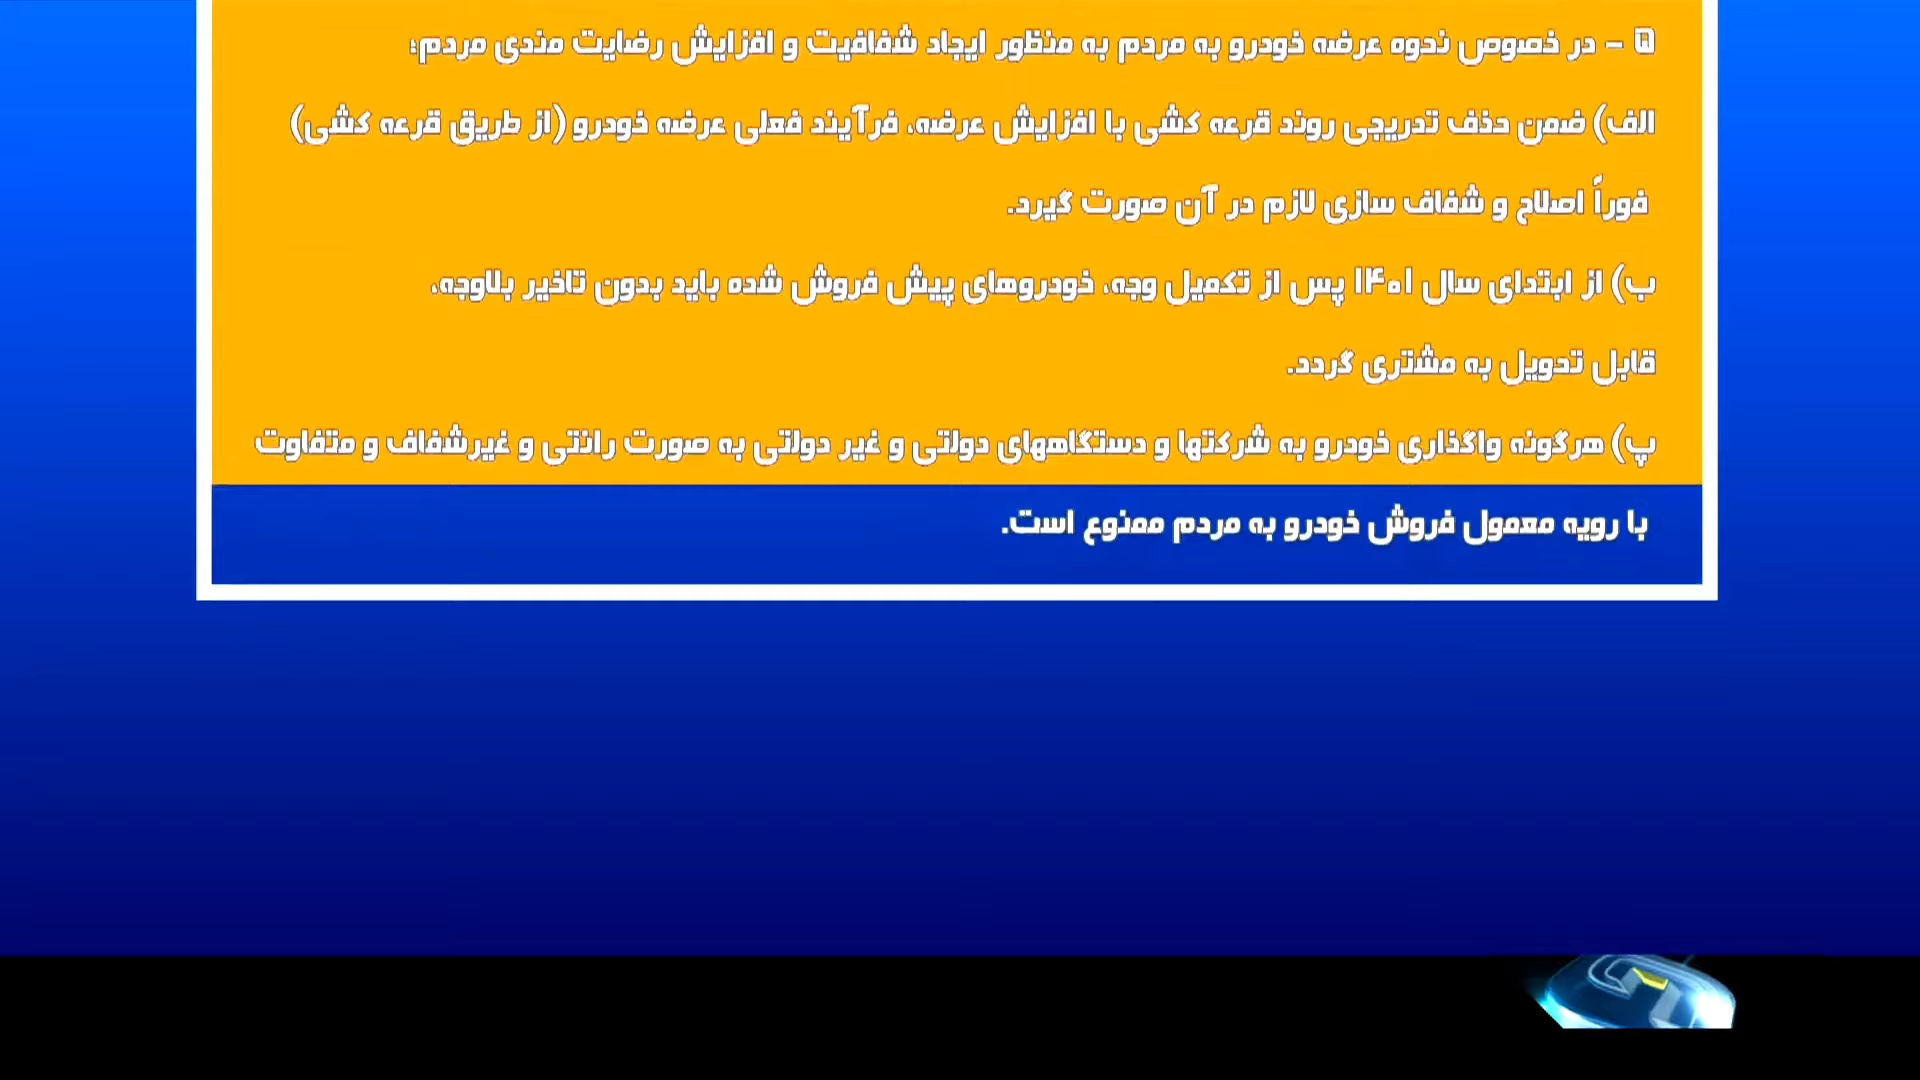 ۵ – در خصوص نحوه عرضه خودرو به مردم به منظور ایجاد شفافیت و افزایش رضایت مندی مردم؛
الف) ضمن حذف تدریجی روند قرعه کشی با افزایش عرضه، فرآیند فعلی عرضه خودرو (از طریق قرعه کشی)
فوراً اصلاح و شفاف سازی لازم در آن صورت گیرد.
ب) از ابتدای سال ۱۴۰۱ پس از تکمیل وجه، خودروهای پیش فروش شده باید بدون تاخیر بلاوجه،
قابل تحویل به مشتری گردد.
پ) هرگونه واگذاری خودرو به شرکتها و دستگاههای دولتی و غیر دولتی به صورت رانتی و غیرشفاف و متفاوت
با رویه معمول فروش خودرو به مردم ممنوع است.